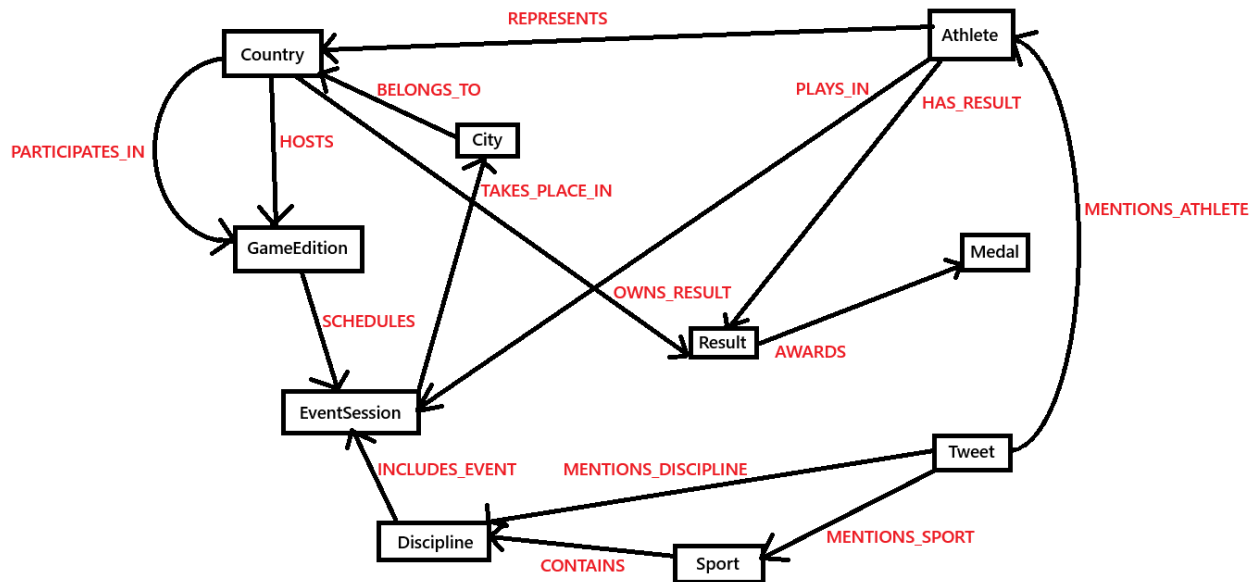 REPRESENTS
Athlete
Country
BELONGS_TO
PLAYS_IN
HAS_RESULT
City
HOSTS
PARTICIPATES_IN
TAKES_PLACE_IN
MENTIONS_ATHLETE
GameEdition
Medal
OWNS_RESULT
SCHEDULES
Result
AWARDS
EventSession
Tweet
INCLUDES_EVENT
MENTIONS_DISCIPLINE
Discipline
MENTIONS_SPORT
CONTAINS
Sport